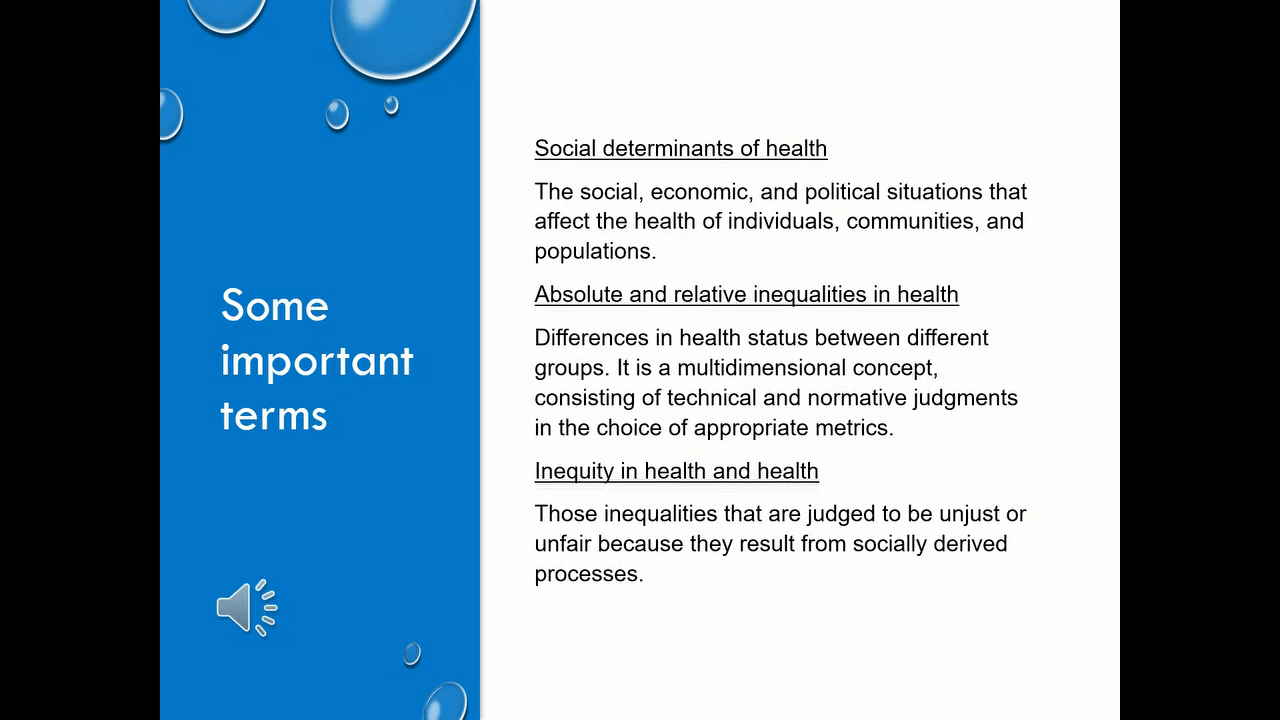 Some
important
terms
Social determinants of health
The social, economic, and political situations that
affect the health of individuals, communities, and
populations.
Absolute and relative inequalities in health
Differences in health status between different
groups. It is a multidimensional concept,
consisting of technical and normative judgments
in the choice of appropriate metrics.
Inequity in health and health
Those inequalities that are judged to be unjust or
unfair because they result from socially derived
processes.